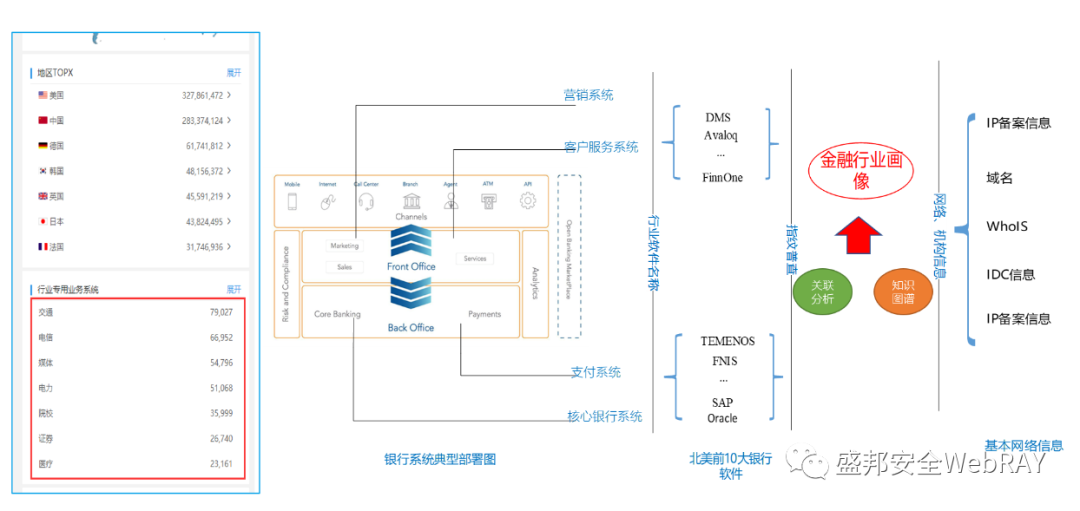 地区TOPX 展开
美国 327,861,472
中国 283,374,124
德国 61,741,812
韩国 48,156,372
英国 45,591,219
日本 43,824,495
法国 31,746,936
行业专用业务系统 展开
交通 79,027
电信 66,952
媒体 54,796
电力 51,068
院校 35,999
证券 26,740
医疗 23,161
Mobile Internet Call Center Branch Agent ATM API
Channels
Risk and Compliance
Marketing
Sales
Front Office
Services
Core Banking
Payments
Back Office
Analytics
Open Banking MarketPlace
银行系统典型部署图
营销系统
客户服务系统
支付系统
核心银行系统
行业软件名称
DMS
Avaloq
...
FinnOne
TEMENOS
FNIS
...
SAP
Oracle
北美前10大银行
软件
指纹普查
金融行业画
像
关联
分析
知识
图谱
网络、机构信息
IP备案信息
域名
WhoIS
IDC信息
IP备案信息
基本网络信息
盛邦安全WebRAY